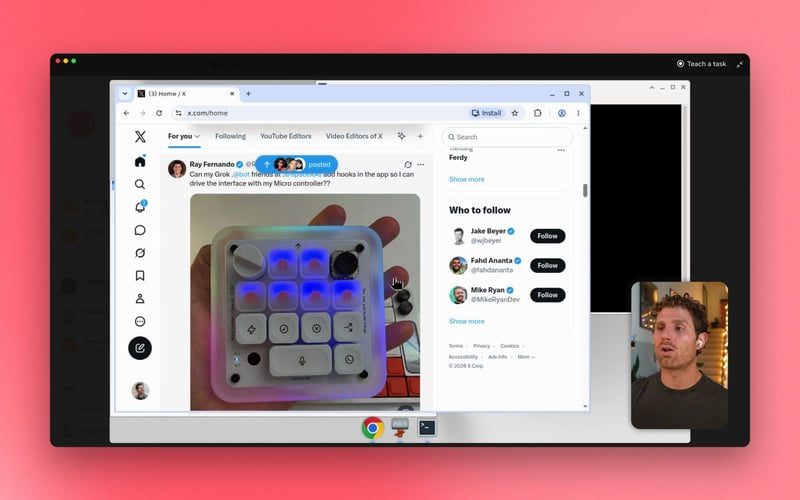 Teach a task
(3) Home / X
x.com/home
Install
For you
Following
YouTube Editors
Video Editors of X
Search
posted
Ray Fernando
Can my Grok .@bot friends at
add hooks in the app so I can
drive the interface with my Micro controller??
Trending
Ferdy
Show more
Who to follow
Jake Beyer
@wjbeyer
Follow
Fahd Ananta
@fahdananta
Follow
Mike Ryan
@MikeRyanDev
Follow
Show more
Terms · Privacy · Cookies ·
Accessibility · Ads Info · More ···
© 2026 X Corp.